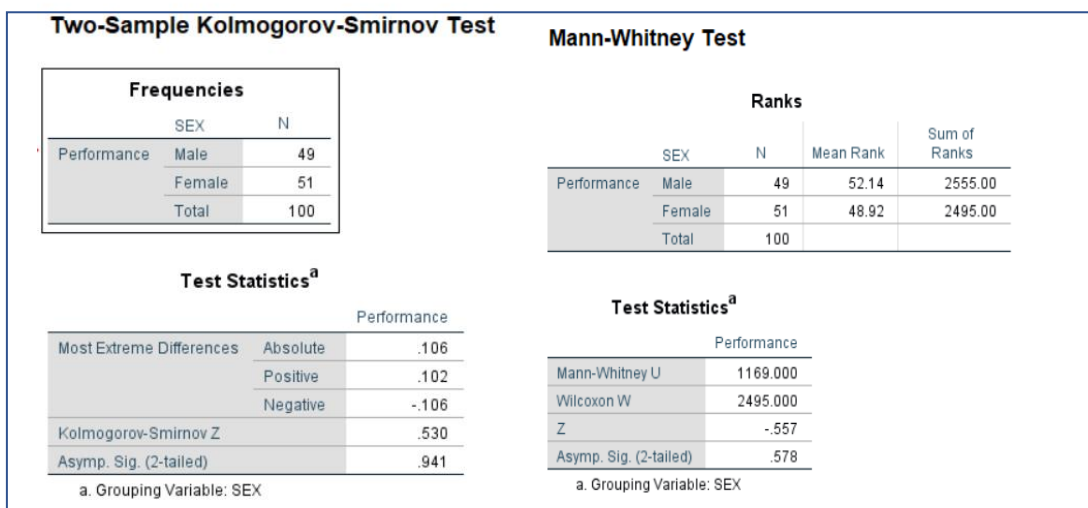 Two-Sample Kolmogorov-Smirnov Test
Frequencies
SEX N
Performance Male 49
Female 51
Total 100
Test Statistics a
Performance
Most Extreme Differences Absolute .106
Positive .102
Negative -.106
Kolmogorov-Smirnov Z .530
Asymp. Sig. (2-tailed) .941
a. Grouping Variable: SEX
Mann-Whitney Test
Ranks
SEX N Mean Rank Sum of Ranks
Performance Male 49 52.14 2555.00
Female 51 48.92 2495.00
Total 100
Test Statistics a
Performance
Mann-Whitney U 1169.000
Wilcoxon W 2495.000
Z -.557
Asymp. Sig. (2-tailed) .578
a. Grouping Variable: SEX